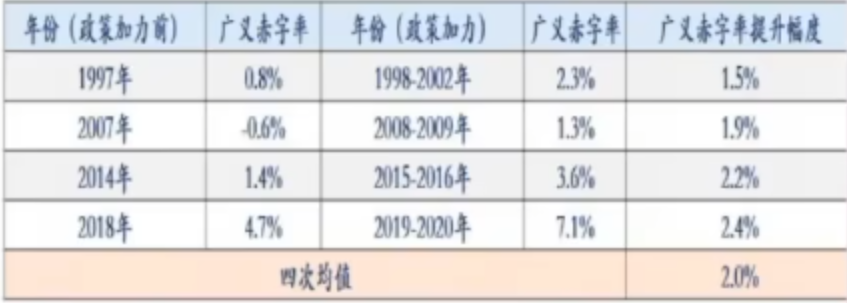 年份（政策加力前） 广义赤字率 年份（政策加力） 广义赤字率 广义赤字率提升幅度
1997年 0.8% 1998-2002年 2.3% 1.5%
2007年 -0.6% 2008-2009年 1.3% 1.9%
2014年 1.4% 2015-2016年 3.6% 2.2%
2018年 4.7% 2019-2020年 7.1% 2.4%
四次均值 2.0%